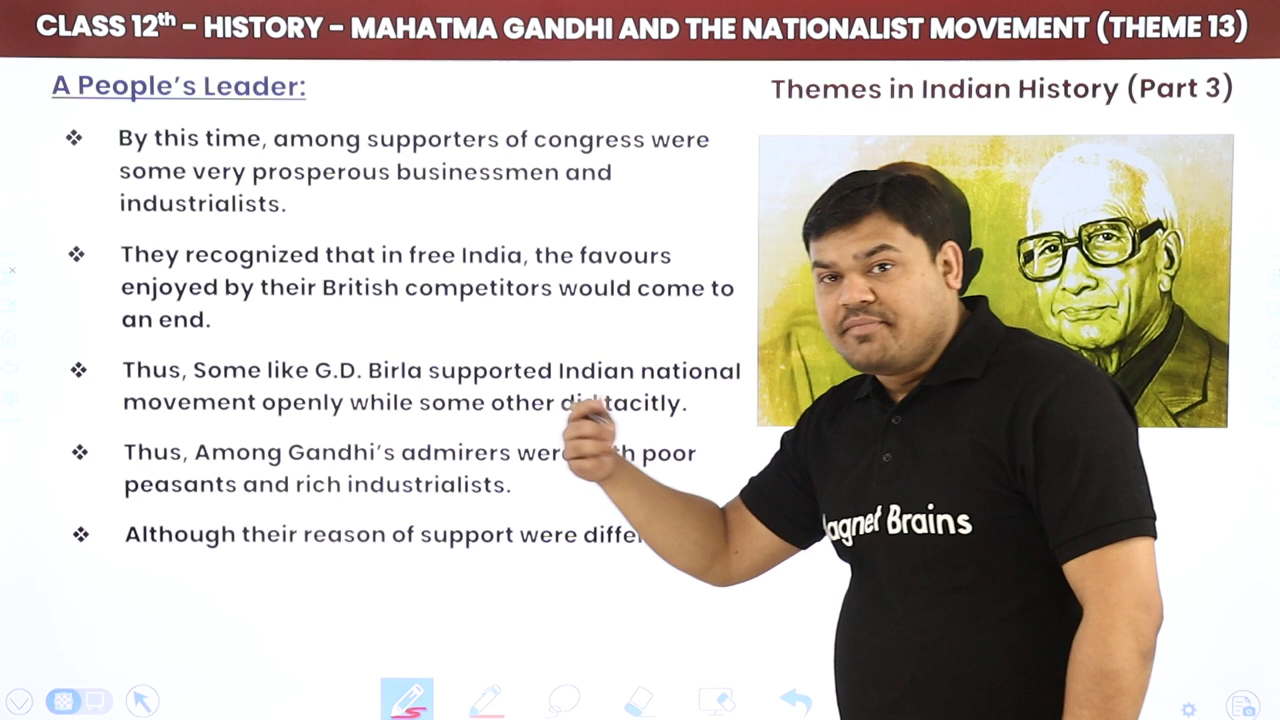 CLASS 12th – HISTORY – MAHATMA GANDHI AND THE NATIONALIST MOVEMENT (THEME 13)
A People's Leader:
Themes in Indian History (Part 3)
❖ By this time, among supporters of congress were
some very prosperous businessmen and
industrialists.
❖ They recognized that in free India, the favours
enjoyed by their British competitors would come to
an end.
❖ Thus, Some like G.D. Birla supported Indian national
movement openly while some other did tacitly.
❖ Thus, Among Gandhi's admirers were poor
peasants and rich industrialists.
❖ Although their reason of support were
Brains